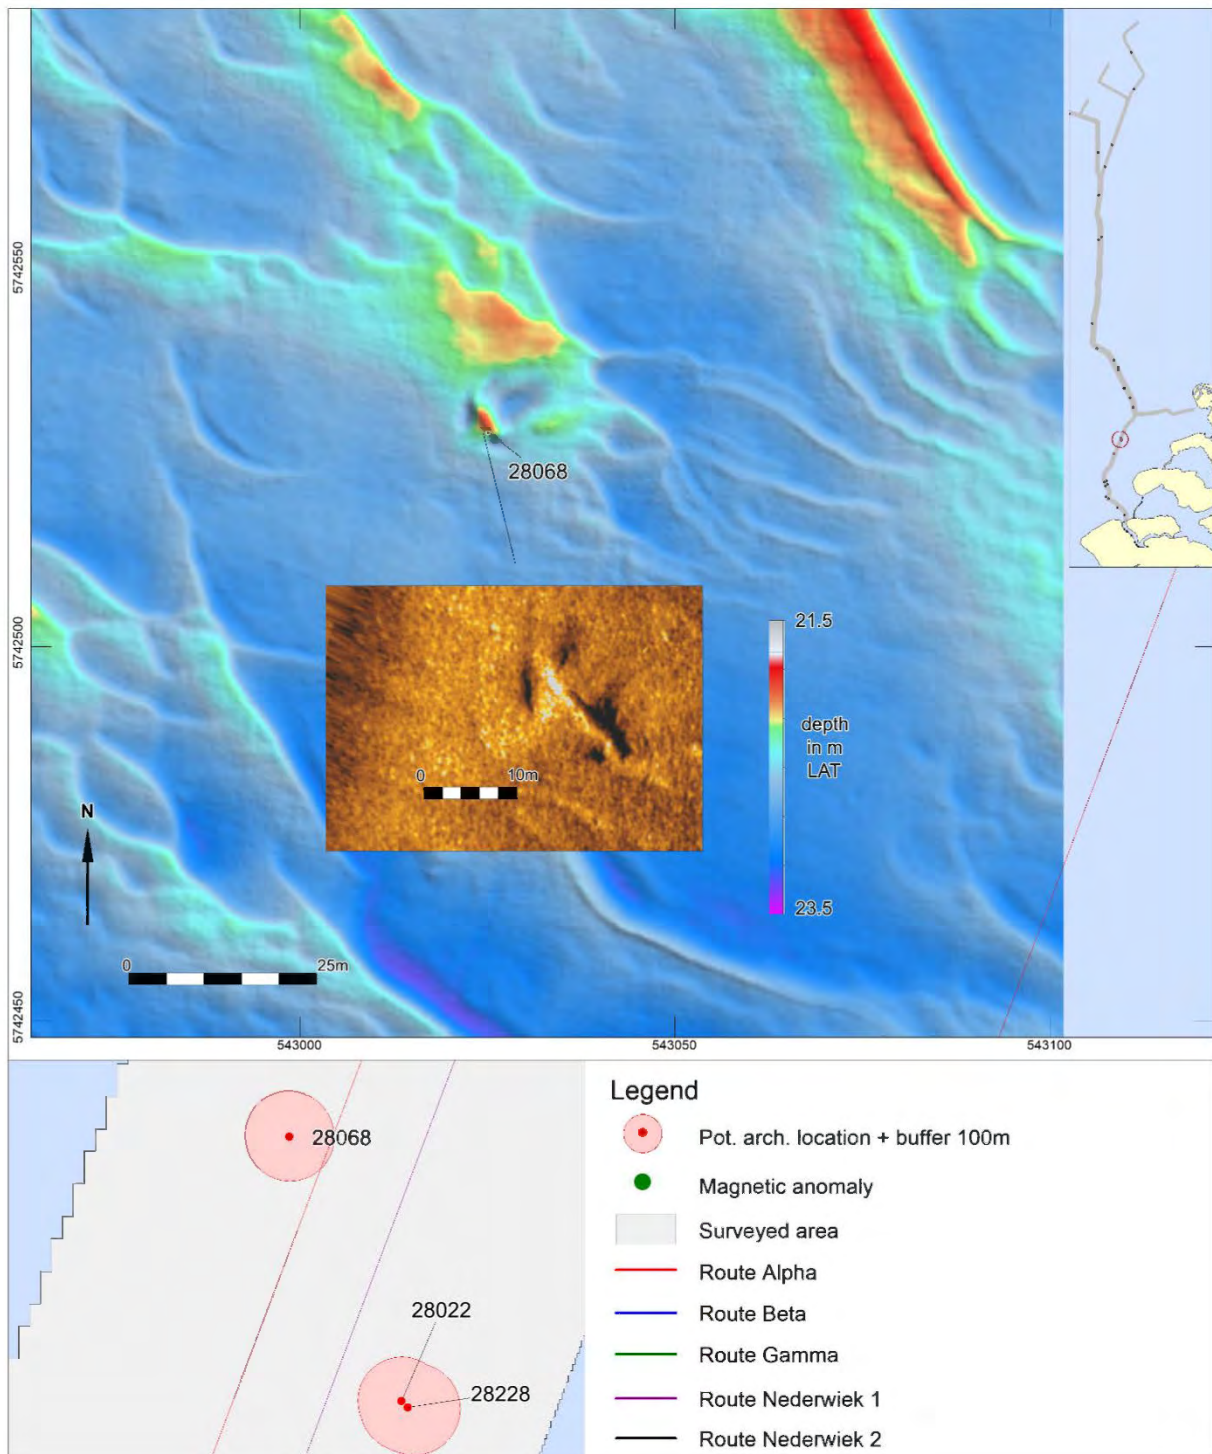 5742550
28068
5742500
0
10m
21.5
depth
in m
LAT
23.5
N
0
25m
5742450
543000
543050
543100
28068
28022
28228
Legend
Pot. arch. location + buffer 100m
Magnetic anomaly
Surveyed area
Route Alpha
Route Beta
Route Gamma
Route Nederwiek 1
Route Nederwiek 2